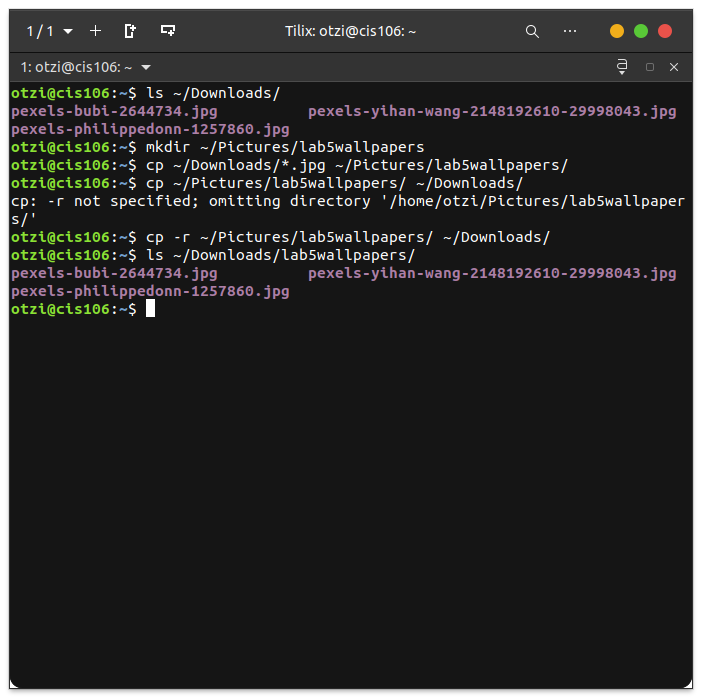 1 / 1
Tilix: otzi@cis106: ~
1: otzi@cis106: ~
otzi@cis106:~$ ls ~/Downloads/
pexels-bubi-2644734.jpg          pexels-yihan-wang-2148192610-29998043.jpg
pexels-philippedonn-1257860.jpg
otzi@cis106:~$ mkdir ~/Pictures/lab5wallpapers
otzi@cis106:~$ cp ~/Downloads/*.jpg ~/Pictures/lab5wallpapers/
otzi@cis106:~$ cp ~/Pictures/lab5wallpapers/ ~/Downloads/
cp: -r not specified; omitting directory '/home/otzi/Pictures/lab5wallpaper
s/'
otzi@cis106:~$ cp -r ~/Pictures/lab5wallpapers/ ~/Downloads/
otzi@cis106:~$ ls ~/Downloads/lab5wallpapers/
pexels-bubi-2644734.jpg          pexels-yihan-wang-2148192610-29998043.jpg
pexels-philippedonn-1257860.jpg
otzi@cis106:~$